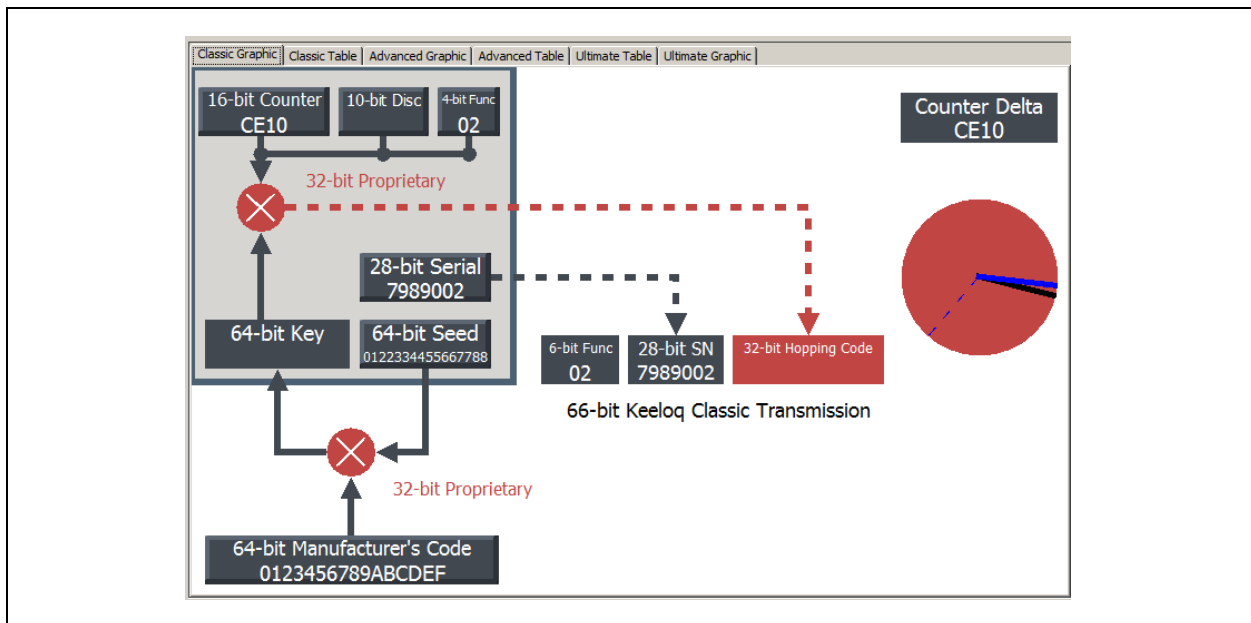 Classic Graphic Classic Table Advanced Graphic Advanced Table Ultimate Table Ultimate Graphic
16-bit Counter
CE10
10-bit Disc
4-bit Func
02
Counter Delta
CE10
32-bit Proprietary
28-bit Serial
7989002
64-bit Key
64-bit Seed
0122334455667788
6-bit Func
02
28-bit SN
7989002
32-bit Hopping Code
66-bit Keeloq Classic Transmission
32-bit Proprietary
64-bit Manufacturer's Code
0123456789ABCDEF